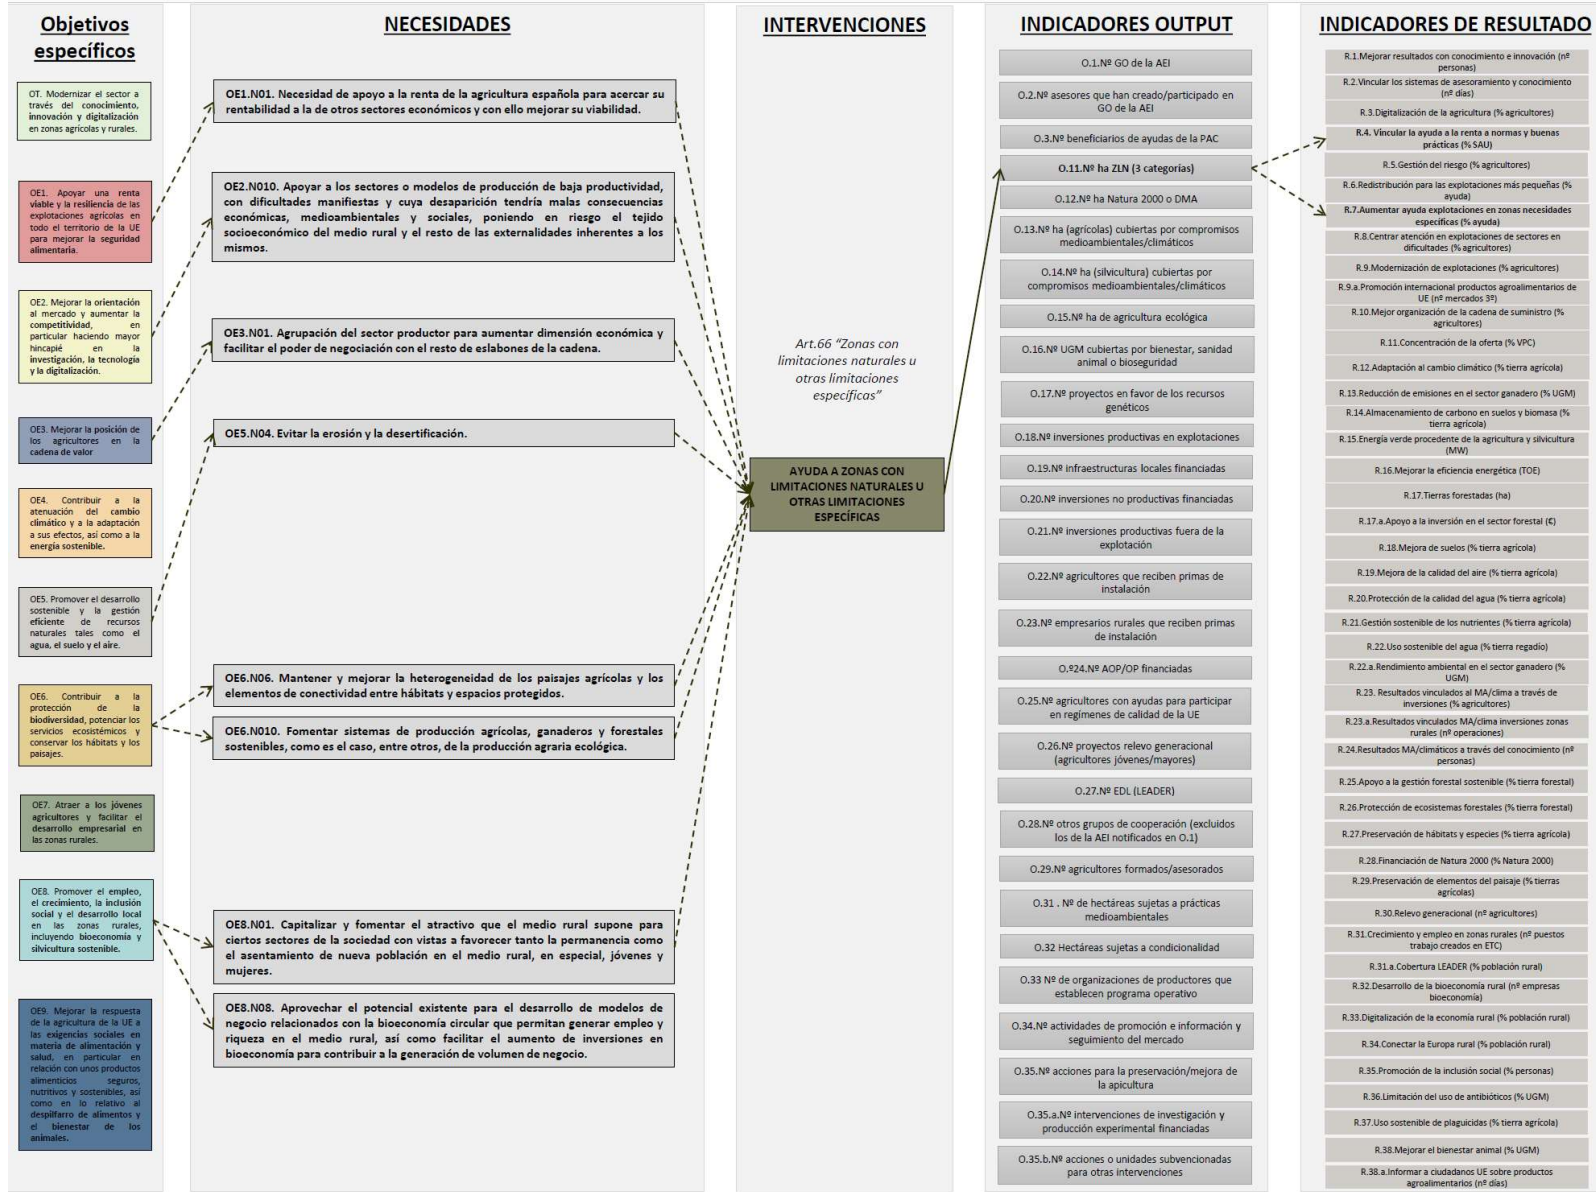 Objetivos
específicos
OT. Modernizar el sector a
través del conocimiento,
innovación y digitalización
en zonas agrícolas y rurales.
OE1. Apoyar una renta
viable y la resiliencia de las
explotaciones agrícolas en
todo el territorio de la UE
para mejorar la seguridad
alimentaria.
OE2. Mejorar la orientación
al mercado y aumentar la
competitividad, en
particular haciendo mayor
hincapié en la
investigación, la tecnología
y la digitalización.
OE3. Mejorar la posición de
los agricultores en la
cadena de valor
OE4. Contribuir a la
atenuación del cambio
climático y a la adaptación
a sus efectos, así como a la
energía sostenible.
OE5. Promover el desarrollo
sostenible y la gestión
eficiente de recursos
naturales tales como el
agua, el suelo y el aire.
OE6. Contribuir a la
protección de la
biodiversidad, potenciar los
servicios ecosistémicos y
conservar los hábitats y los
paisajes.
OE7. Atraer a los jóvenes
agricultores y facilitar el
desarrollo empresarial en
las zonas rurales.
OE8. Promover el empleo,
el crecimiento, la inclusión
social y el desarrollo local
en las zonas rurales,
incluyendo bioeconomía y
silvicultura sostenible.
OE9. Mejorar la respuesta
de la agricultura de la UE a
las exigencias sociales en
materia de alimentación y
salud, en particular en
relación con unos productos
alimenticios seguros,
nutritivos y sostenibles, así
como en lo relativo al
despilfarro de alimentos y
el bienestar de los
animales.
NECESIDADES
OE1.N01. Necesidad de apoyo a la renta de la agricultura española para acercar su
rentabilidad a la de otros sectores económicos y con ello mejorar su viabilidad.
OE2.N010. Apoyar a los sectores o modelos de producción de baja productividad,
con dificultades manifiestas y cuya desaparición tendría malas consecuencias
económicas, medioambientales y sociales, poniendo en riesgo el tejido
socioeconómico del medio rural y el resto de las externalidades inherentes a los
mismos.
OE3.N01. Agrupación del sector productor para aumentar dimensión económica y
facilitar el poder de negociación con el resto de eslabones de la cadena.
OE5.N04. Evitar la erosión y la desertificación.
OE6.N06. Mantener y mejorar la heterogeneidad de los paisajes agrícolas y los
elementos de conectividad entre hábitats y espacios protegidos.
OE6.N010. Fomentar sistemas de producción agrícolas, ganaderos y forestales
sostenibles, como es el caso, entre otros, de la producción agraria ecológica.
OE8.N01. Capitalizar y fomentar el atractivo que el medio rural supone para
ciertos sectores de la sociedad con vistas a favorecer tanto la permanencia como
el asentamiento de nueva población en el medio rural, en especial, jóvenes y
mujeres.
OE8.N08. Aprovechar el potencial existente para el desarrollo de modelos de
negocio relacionados con la bioeconomía circular que permitan generar empleo y
riqueza en el medio rural, así como facilitar el aumento de inversiones en
bioeconomía para contribuir a la generación de volumen de negocio.
INTERVENCIONES
Art.66 “Zonas con
limitaciones naturales u
otras limitaciones
específicas”
AYUDA A ZONAS CON
LIMITACIONES NATURALES U
OTRAS LIMITACIONES
ESPECÍFICAS
INDICADORES OUTPUT
O.1.Nº GO de la AEI
O.2.Nº asesores que han creado/participado en
GO de la AEI
O.3.Nº beneficiarios de ayudas de la PAC
O.11.Nº ha ZLN (3 categorías)
O.12.Nº ha Natura 2000 o DMA
O.13.Nº ha (agrícolas) cubiertas por compromisos
medioambientales/climáticos
O.14.Nº ha (silvicultura) cubiertas por
compromisos medioambientales/climáticos
O.15.Nº ha de agricultura ecológica
O.16.Nº UGM cubiertas por bienestar, sanidad
animal o bioseguridad
O.17.Nº proyectos en favor de los recursos
genéticos
O.18.Nº inversiones productivas en explotaciones
O.19.Nº infraestructuras locales financiadas
O.20.Nº inversiones no productivas financiadas
O.21.Nº inversiones productivas fuera de la
explotación
O.22.Nº agricultores que reciben primas de
instalación
O.23.Nº empresarios rurales que reciben primas
de instalación
O.º24.Nº AOP/OP financiadas
O.25.Nº agricultores con ayudas para participar
en regímenes de calidad de la UE
O.26.Nº proyectos relevo generacional
(agricultores jóvenes/mayores)
O.27.Nº EDL (LEADER)
O.28.Nº otros grupos de cooperación (excluidos
los de la AEI notificados en O.1)
O.29.Nº agricultores formados/asesorados
O.31 . Nº de hectáreas sujetas a prácticas
medioambientales
O.32 Hectáreas sujetas a condicionalidad
O.33 Nº de organizaciones de productores que
establecen programa operativo
O.34.Nº actividades de promoción e información y
seguimiento del mercado
O.35.Nº acciones para la preservación/mejora de
la apicultura
O.35.a.Nº intervenciones de investigación y
producción experimental financiadas
O.35.b.Nº acciones o unidades subvencionadas
para otras intervenciones
INDICADORES DE RESULTADO
R.1.Mejorar resultados con conocimiento e innovación (nº
personas)
R.2.Vincular los sistemas de asesoramiento y conocimiento
(nº días)
R.3.Digitalización de la agricultura (% agricultores)
R.4. Vincular la ayuda a la renta a normas y buenas
prácticas (% SAU)
R.5.Gestión del riesgo (% agricultores)
R.6.Redistribución para las explotaciones más pequeñas (%
ayuda)
R.7.Aumentar ayuda explotaciones en zonas necesidades
específicas (% ayuda)
R.8.Centrar atención en explotaciones de sectores en
dificultades (% agricultores)
R.9.Modernización de explotaciones (% agricultores)
R.9.a.Promoción internacional productos agroalimentarios de
UE (nº mercados 3º)
R.10.Mejor organización de la cadena de suministro (%
agricultores)
R.11.Concentración de la oferta (% VPC)
R.12.Adaptación al cambio climático (% tierra agrícola)
R.13.Reducción de emisiones en el sector ganadero (% UGM)
R.14.Almacenamiento de carbono en suelos y biomasa (%
tierra agrícola)
R.15.Energía verde procedente de la agricultura y silvicultura
(MW)
R.16.Mejorar la eficiencia energética (TOE)
R.17.Tierras forestadas (ha)
R.17.a.Apoyo a la inversión en el sector forestal (€)
R.18.Mejora de suelos (% tierra agrícola)
R.19.Mejora de la calidad del aire (% tierra agrícola)
R.20.Protección de la calidad del agua (% tierra agrícola)
R.21.Gestión sostenible de los nutrientes (% tierra agrícola)
R.22.Uso sostenible del agua (% tierra regadío)
R.22.a.Rendimiento ambiental en el sector ganadero (%
UGM)
R.23. Resultados vinculados al MA/clima a través de
inversiones (% agricultores)
R.23.a.Resultados vinculados MA/clima inversiones zonas
rurales (nº operaciones)
R.24.Resultados MA/climáticos a través del conocimiento (nº
personas)
R.25.Apoyo a la gestión forestal sostenible (% tierra forestal)
R.26.Protección de ecosistemas forestales (% tierra forestal)
R.27.Preservación de hábitats y especies (% tierra agrícola)
R.28.Financiación de Natura 2000 (% Natura 2000)
R.29.Preservación de elementos del paisaje (% tierras
agrícolas)
R.30.Relevo generacional (nº agricultores)
R.31.Crecimiento y empleo en zonas rurales (nº puestos
trabajo creados en ETC)
R.31.a.Cobertura LEADER (% población rural)
R.32.Desarrollo de la bioeconomía rural (nº empresas
bioeconomía)
R.33.Digitalización de la economía rural (% población rural)
R.34.Conectar la Europa rural (% población rural)
R.35.Promoción de la inclusión social (% personas)
R.36.Limitación del uso de antibióticos (% UGM)
R.37.Uso sostenible de plaguicidas (% tierra agrícola)
R.38.Mejorar el bienestar animal (% UGM)
R.38.a.Informar a ciudadanos UE sobre productos
agroalimentarios (nº días)